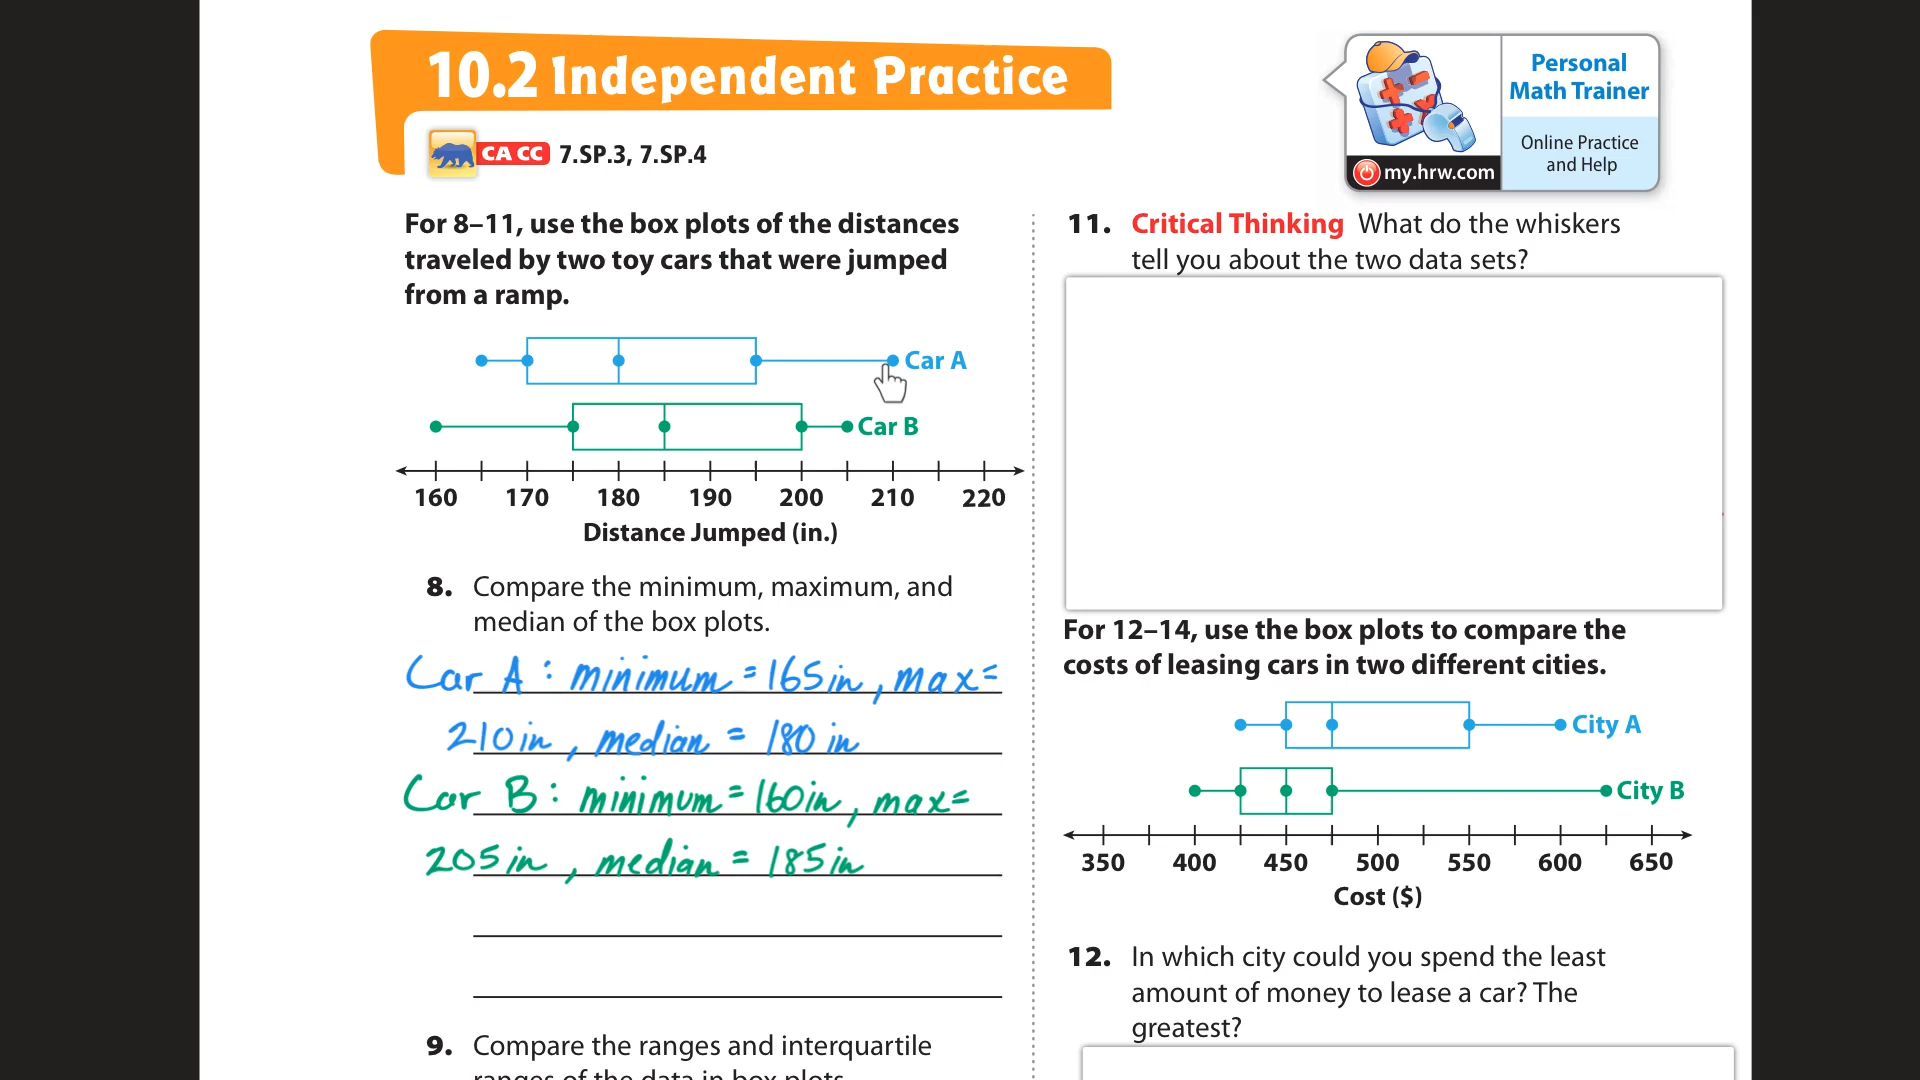 10.2 Independent Practice
CA CC 7.SP.3, 7.SP.4
Personal
Math Trainer
Online Practice
and Help
my.hrw.com
For 8–11, use the box plots of the distances
traveled by two toy cars that were jumped
from a ramp.
Car A
Car B
160 170 180 190 200 210 220
Distance Jumped (in.)
8. Compare the minimum, maximum, and
median of the box plots.
Car A : minimum = 165in , max=
210in , median = 180 in
Car B : minimum = 160in , max=
205in , median = 185in
9. Compare the ranges and interquartile
ranges of the data in box plots.
11. Critical Thinking What do the whiskers
tell you about the two data sets?
For 12–14, use the box plots to compare the
costs of leasing cars in two different cities.
City A
City B
350 400 450 500 550 600 650
Cost ($)
12. In which city could you spend the least
amount of money to lease a car? The
greatest?